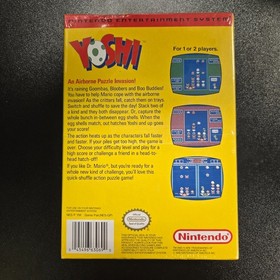 NINTENDO ENTERTAINMENT SYSTEM
YOSHI
For 1 or 2 players.
An Airborne Puzzle Invasion!
It's raining Goombas, Bloobers and Boo Buddies!
You have to help Mario cope with the airborne
invasion! As the critters fall, catch them on trays.
Switch and shuffle to save the day! Stack two of
a kind and they both disappear. Or, capture the
whole bunch in-between egg shells. When the
egg shells match, out hatches Yoshi and up goes
your score!
The action heats up as the characters fall faster
and faster. If your piles get too high, the game is
over. Choose your difficulty level and play for a
high score or challenge a friend in a head-to-
head hatch-off!
If you like Dr. Mario, but you're ready for a
whole new kind of challenge, you'll love this
quick-shuffle action puzzle game!
Nintendo